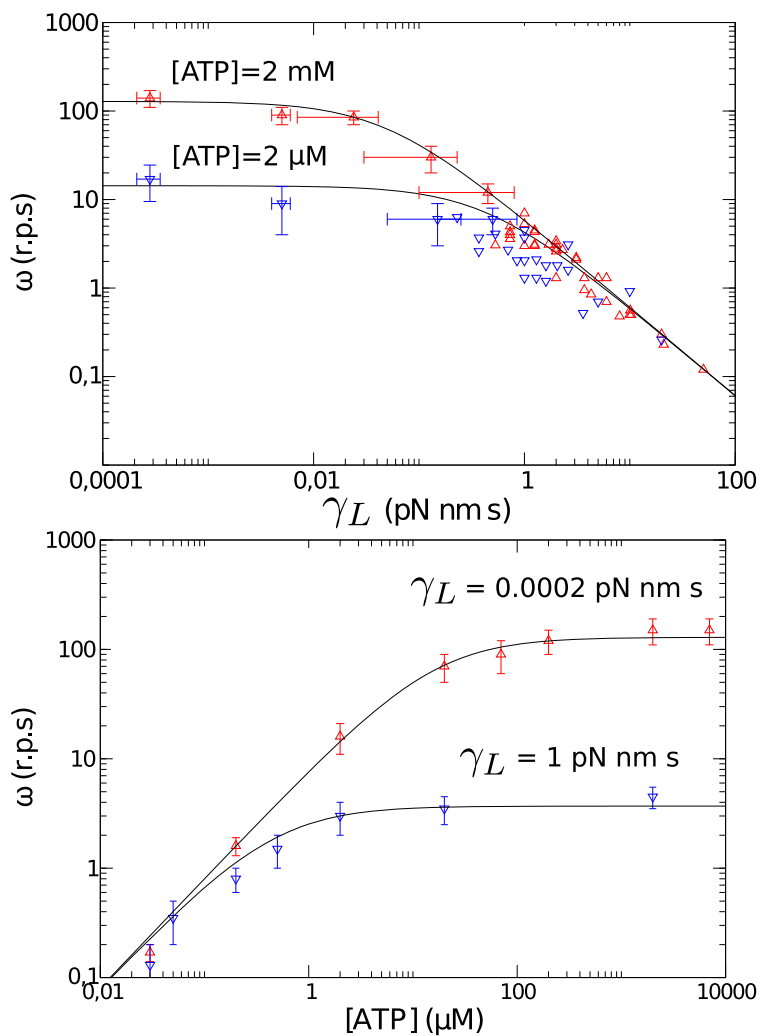 1000
[ATP]=2 mM
100
[ATP]=2 µM
10
ω (r.p.s)
1
0,1
0,0001
0,01
1
100
γL (pN nm s)
1000
γL = 0.0002 pN nm s
100
ω (r.p.s)
10
γL = 1 pN nm s
1
0,1
0,01
1
100
10000
[ATP] (µM)